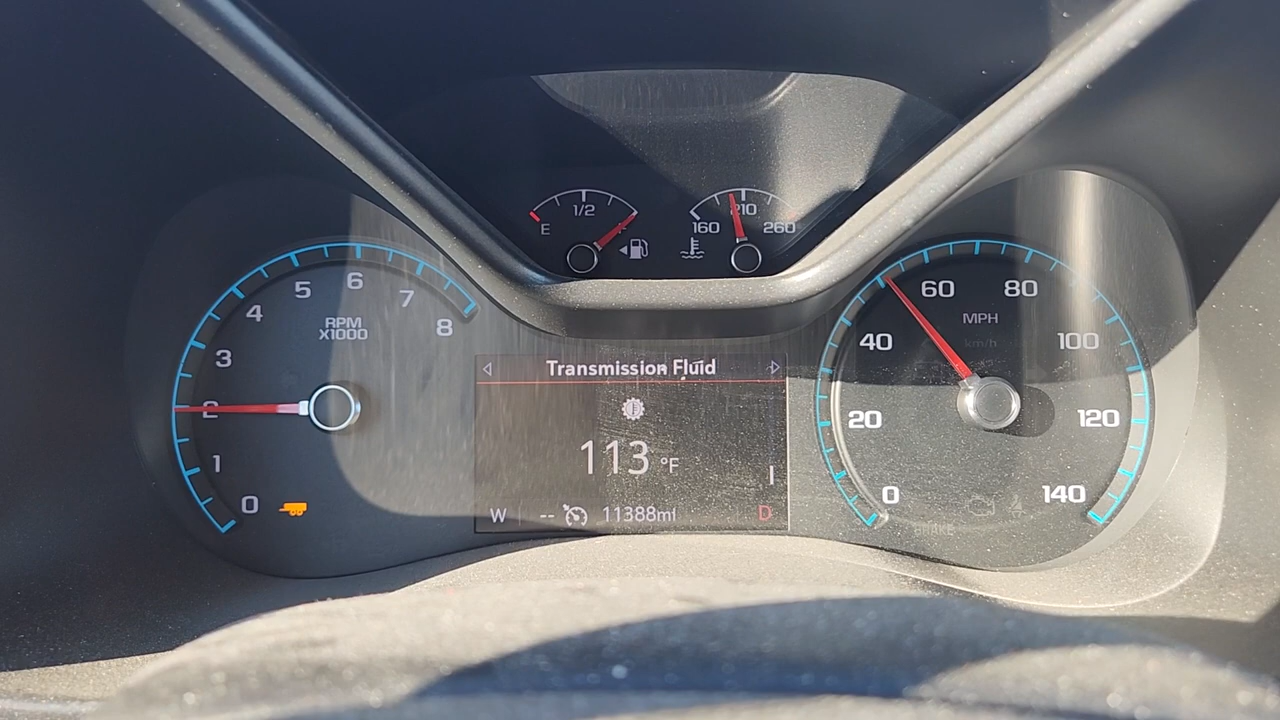 1/2
E
210
160
260
0
1
2
3
4
5
6
7
8
RPM
X1000
Transmission Fluid
113 °F
W -- 11388mi D
0
20
40
60
80
100
120
140
MPH
km/h